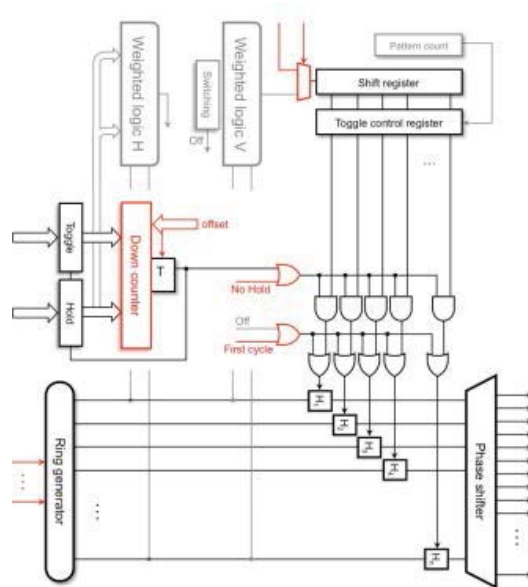 Weighted logic H
Switching
Off
Weighted logic V
Pattern count
Shift register
Toggle control register
...
Toggle
Hold
Down counter
offset
T
No Hold
Off
First cycle
Ring generator
...
...
H1
H2
H3
H4
Hn
Phase shifter
...